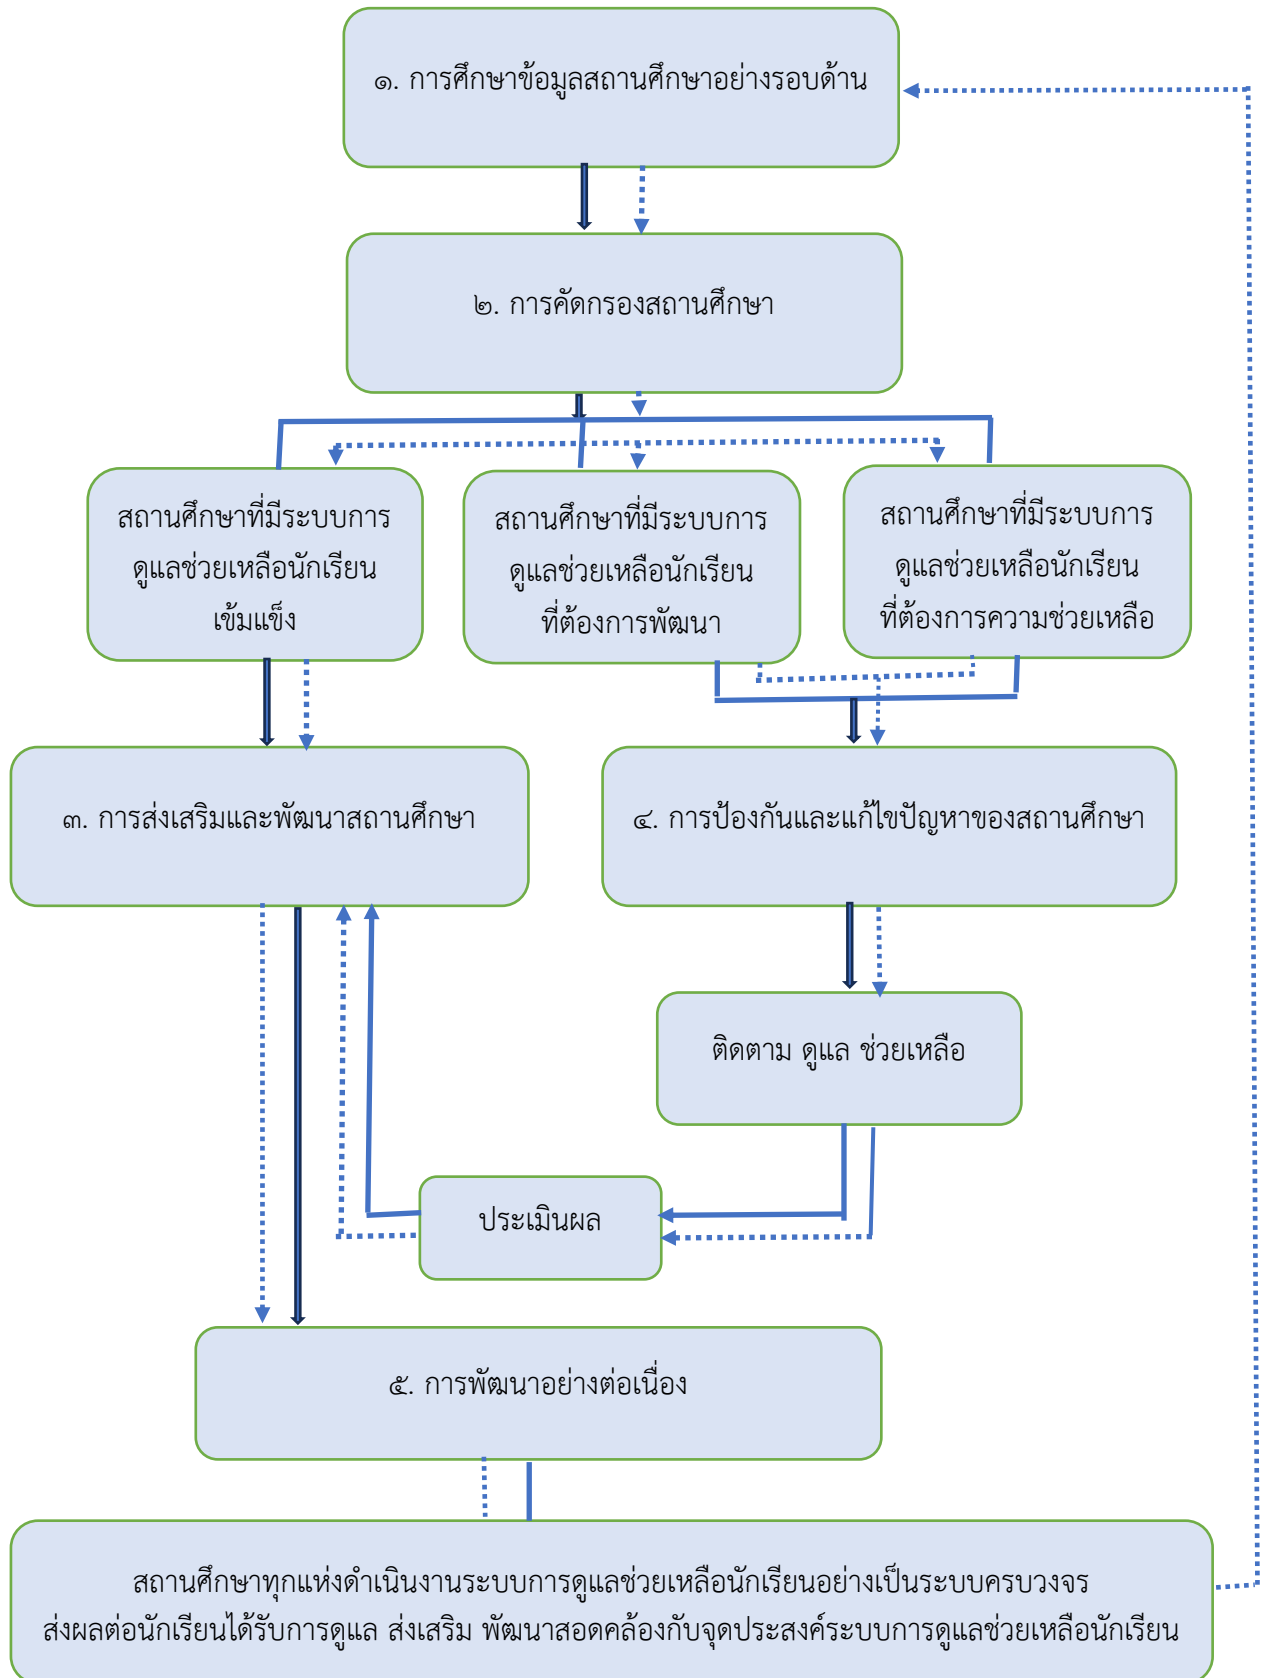 ๑. การศึกษาข้อมูลสถานศึกษาอย่างรอบด้าน
๒. การคัดกรองสถานศึกษา
สถานศึกษาที่มีระบบการ
ดูแลช่วยเหลือนักเรียน
เข้มแข็ง
สถานศึกษาที่มีระบบการ
ดูแลช่วยเหลือนักเรียน
ที่ต้องการพัฒนา
สถานศึกษาที่มีระบบการ
ดูแลช่วยเหลือนักเรียน
ที่ต้องการความช่วยเหลือ
๓. การส่งเสริมและพัฒนาสถานศึกษา
๔. การป้องกันและแก้ไขปัญหาของสถานศึกษา
ติดตาม ดูแล ช่วยเหลือ
ประเมินผล
๕. การพัฒนาอย่างต่อเนื่อง
สถานศึกษาทุกแห่งดำเนินงานระบบการดูแลช่วยเหลือนักเรียนอย่างเป็นระบบครบวงจร
ส่งผลต่อนักเรียนได้รับการดูแล ส่งเสริม พัฒนาสอดคล้องกับจุดประสงค์ระบบการดูแลช่วยเหลือนักเรียน